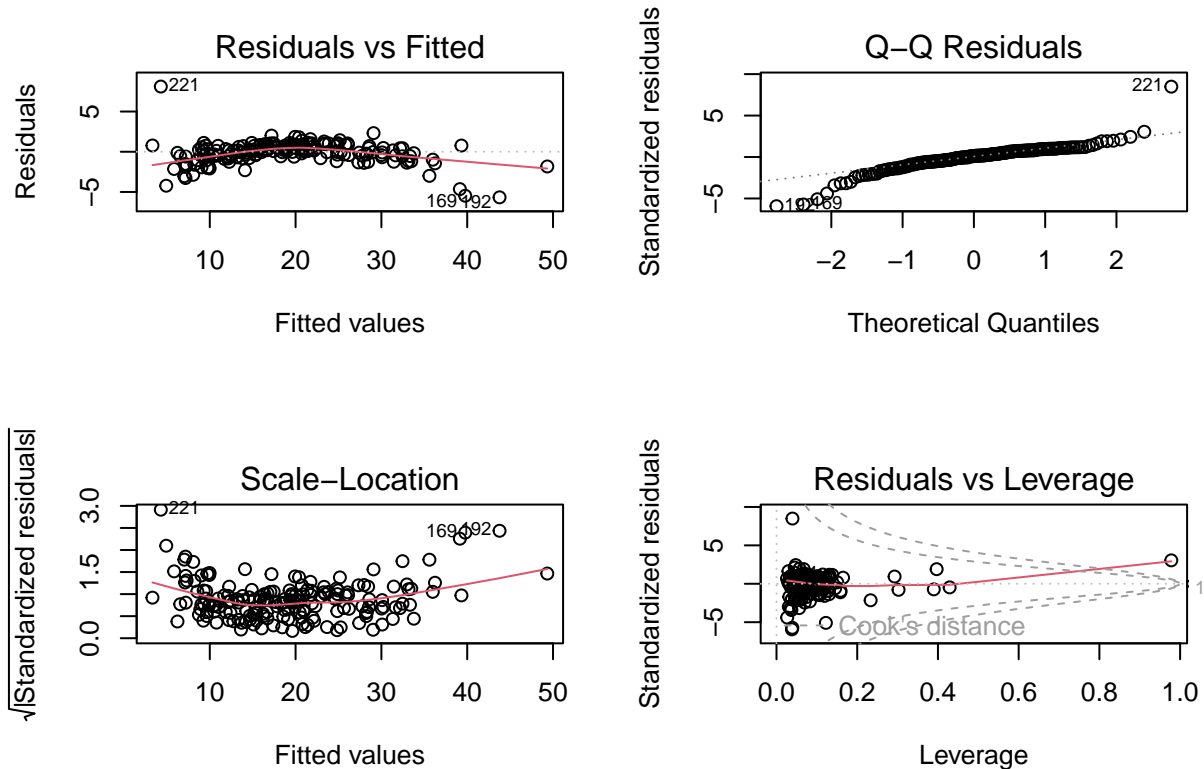 Residuals vs Fitted
Residuals
5
−5
221
169
192
10 20 30 40 50
Fitted values
Q−Q Residuals
Standardized residuals
5
−5
221
169
−2 −1 0 1 2
Theoretical Quantiles
Scale−Location
√|Standardized residuals|
3.0
1.5
0.0
221
169
192
10 20 30 40 50
Fitted values
Residuals vs Leverage
Standardized residuals
5
−5
Cook's distance
1
0.5
0.0 0.2 0.4 0.6 0.8 1.0
Leverage